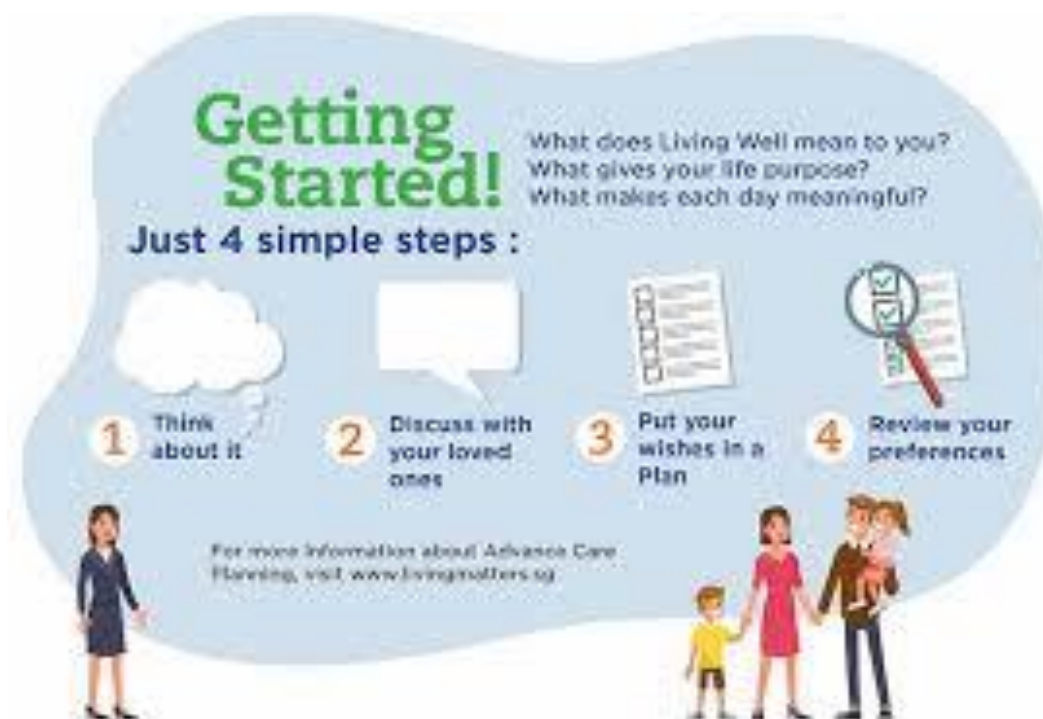 Getting
Started!
What does Living Well mean to you?
What gives your life purpose?
What makes each day meaningful?
Just 4 simple steps :
1 Think
about it
2 Discuss with
your loved
ones
3 Put your
wishes in a
Plan
4 Review your
preferences
For more information about Advance Care
Planning, visit www.livingmatters.sg